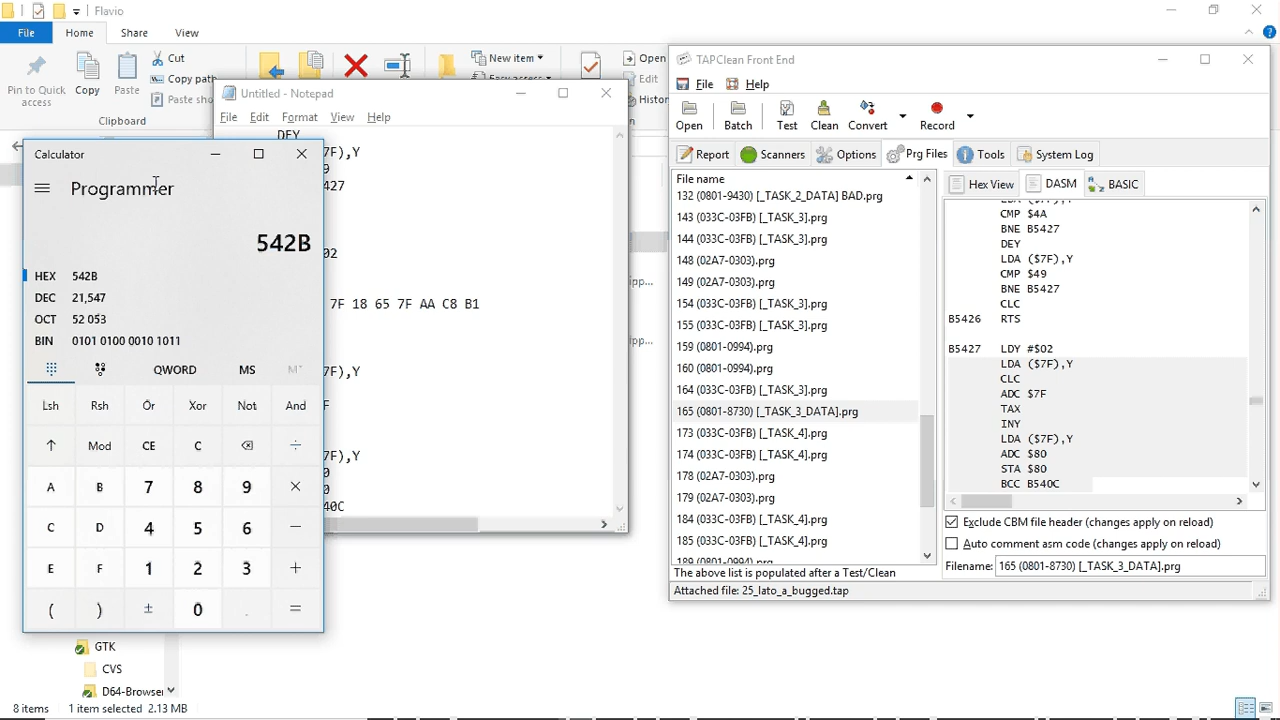 Flavio
File Home Share View
Pin to Quick access
Copy
Paste
Cut
Copy path
Clipboard
New item
Open
Edit
Untitled - Notepad
File Edit Format View Help
DEY
),Y
427
02
7F 18 65 7F AA C8 B1
),Y
F
),Y
0
0
40C
Calculator
Programmer
542B
HEX 542B
DEC 21,547
OCT 52 053
BIN 0101 0100 0010 1011
QWORD MS M
Lsh Rsh Or Xor Not And
↑ Mod CE C ÷
A B 7 8 9 ×
C D 4 5 6 −
E F 1 2 3 +
( ) ± 0 . =
GTK
CVS
D64-Browser
8 items 1 item selected 2.13 MB
TAPClean Front End
File Help
Open Batch Test Clean Convert Record
Report Scanners Options Prg Files Tools System Log
File name
132 (0801-9430) [_TASK_2_DATA] BAD.prg
143 (033C-03FB) [_TASK_3].prg
144 (033C-03FB) [_TASK_3].prg
148 (02A7-0303).prg
149 (02A7-0303).prg
154 (033C-03FB) [_TASK_3].prg
155 (033C-03FB) [_TASK_3].prg
159 (0801-0994).prg
160 (0801-0994).prg
164 (033C-03FB) [_TASK_3].prg
165 (0801-8730) [_TASK_3_DATA].prg
173 (033C-03FB) [_TASK_4].prg
174 (033C-03FB) [_TASK_4].prg
178 (02A7-0303).prg
179 (02A7-0303).prg
184 (033C-03FB) [_TASK_4].prg
185 (033C-03FB) [_TASK_4].prg
The above list is populated after a Test/Clean
Attached file: 25_lato_a_bugged.tap
Hex View DASM BASIC
CMP $4A
BNE B5427
DEY
LDA ($7F),Y
CMP $49
BNE B5427
CLC
B5426 RTS
B5427 LDY #$02
LDA ($7F),Y
CLC
ADC $7F
TAX
INY
LDA ($7F),Y
ADC $80
STA $80
BCC B540C
Exclude CBM file header (changes apply on reload)
Auto comment asm code (changes apply on reload)
Filename: 165 (0801-8730) [_TASK_3_DATA].prg